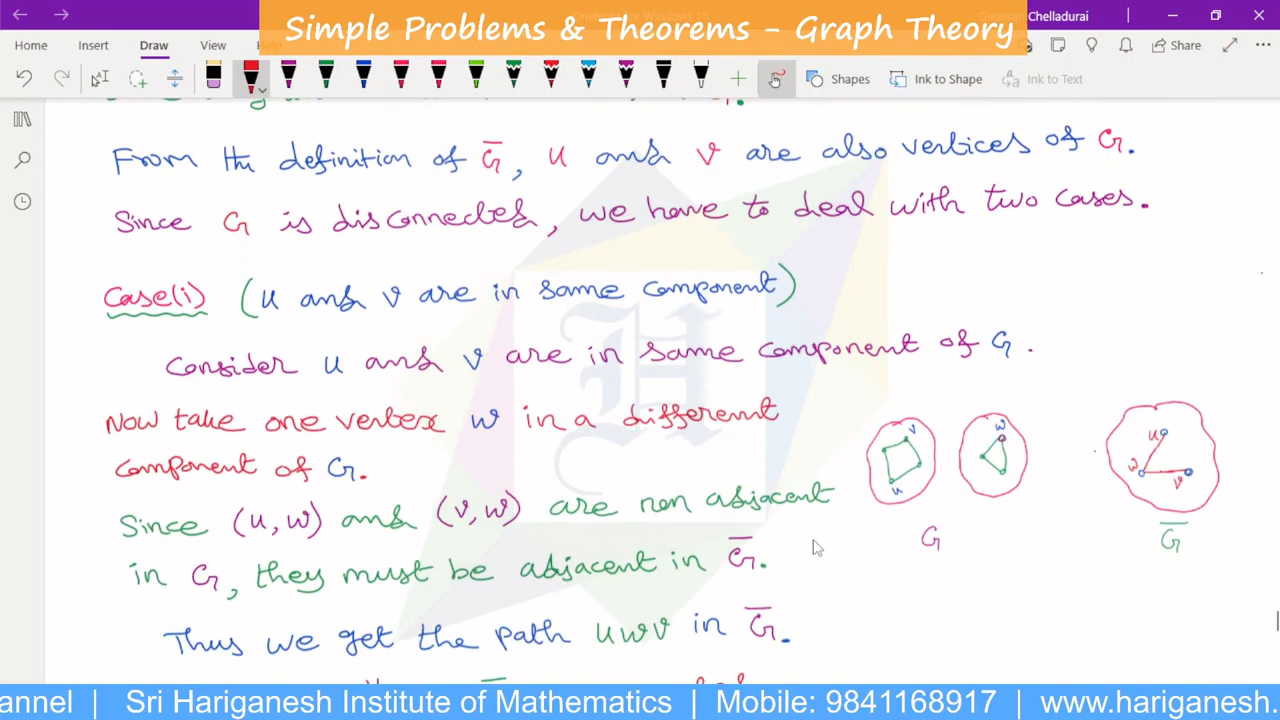 Simple Problems & Theorems - Graph Theory
Chelladurai
Home Insert Draw View
Share
Shapes Ink to Shape Ink to Text
From the definition of G̅, u and v are also vertices of G.
Since G is disconnected, we have to deal with two cases.
Case(i) (u and v are in same component)
Consider u and v are in same component of G.
Now take one vertex w in a different
component of G.
Since (u,w) and (v,w) are non adjacent
in G, they must be adjacent in G̅.
Thus we get the path uwv in G̅.
v
u
w
G
u
w
v
G̅
annel | Sri Hariganesh Institute of Mathematics | Mobile: 9841168917 | www.hariganesh.